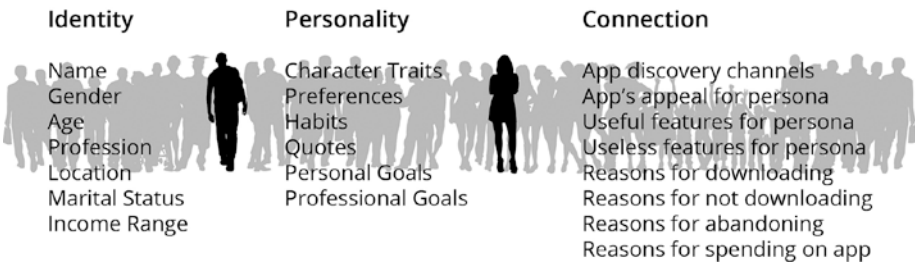 Identity
Name
Gender
Age
Profession
Location
Marital Status
Income Range
Personality
Character Traits
Preferences
Habits
Quotes
Personal Goals
Professional Goals
Connection
App discovery channels
App's appeal for persona
Useful features for persona
Useless features for persona
Reasons for downloading
Reasons for not downloading
Reasons for abandoning
Reasons for spending on app